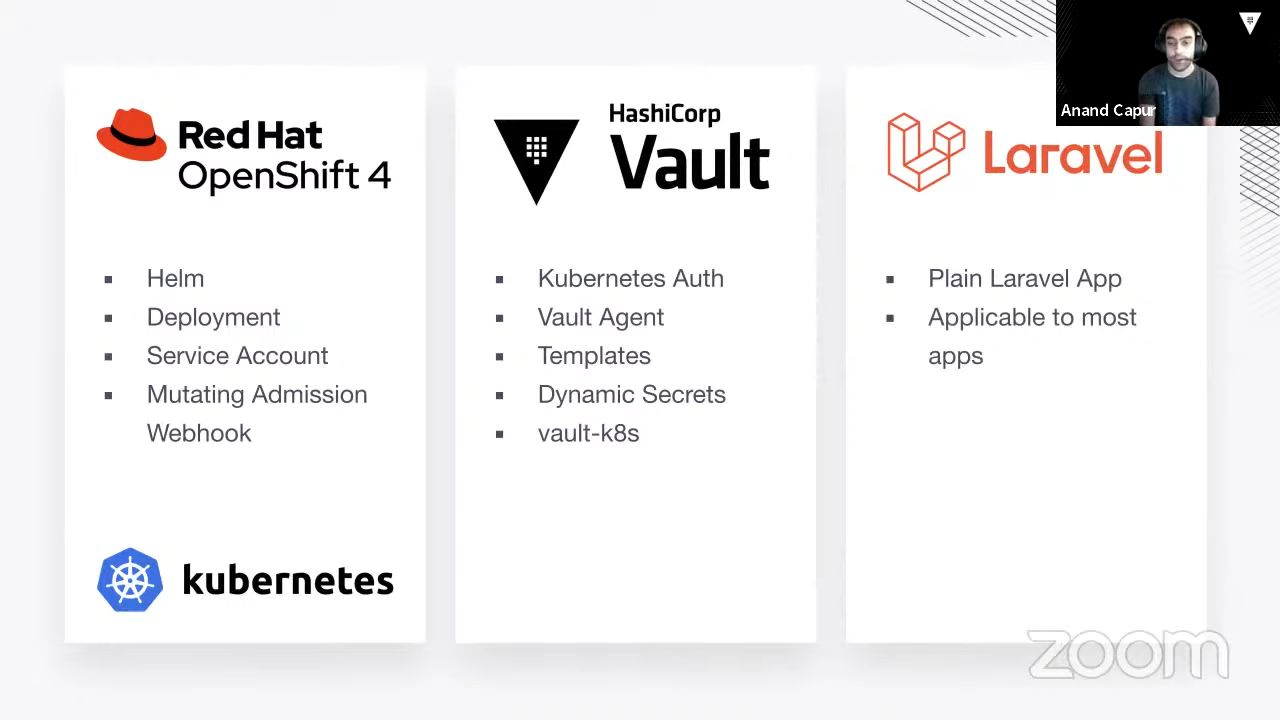 Anand Capur
Red Hat
OpenShift 4
Helm
Deployment
Service Account
Mutating Admission
Webhook
kubernetes
HashiCorp
Vault
Kubernetes Auth
Vault Agent
Templates
Dynamic Secrets
vault-k8s
Laravel
Plain Laravel App
Applicable to most
apps
zoom